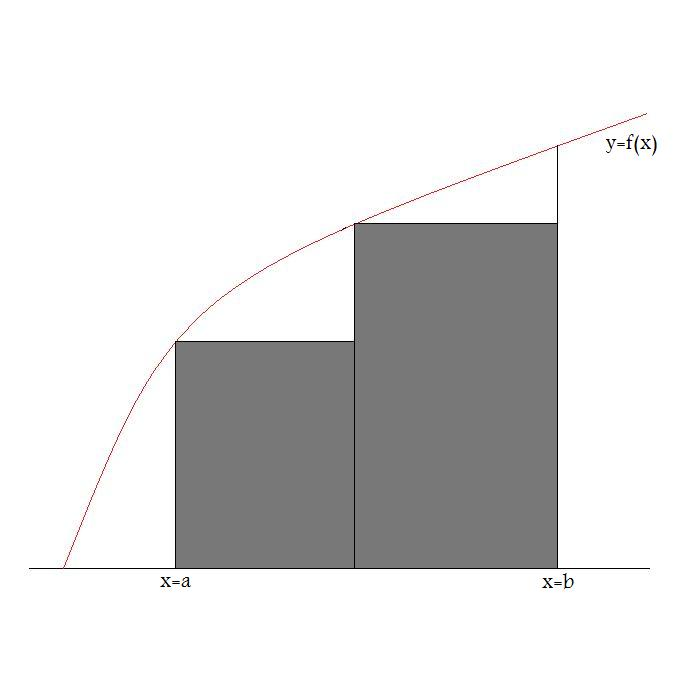 y=f(x)
x=a
x=b